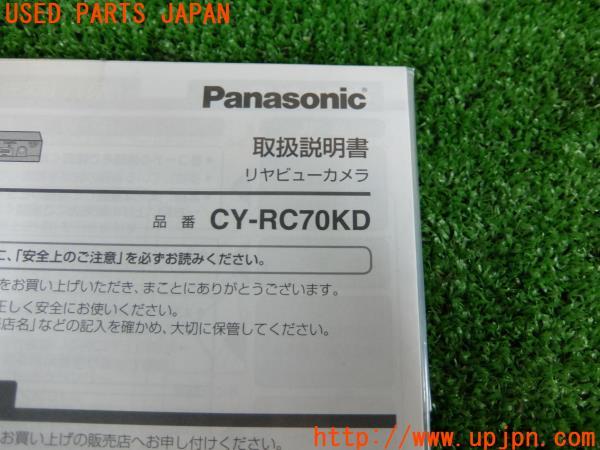 USED PARTS JAPAN
Panasonic
取扱説明書
リヤビューカメラ
品番 CY-RC70KD
に、「安全上のご注意」を必ずお読みください。
をお買い上げいただき、まことにありがとうございます。
正しく安全にお使いください。
売店名」などの記入を確かめ、大切に保管してください。
お買い上げの販売店へお申し付けください。
http://www.upjpn.com